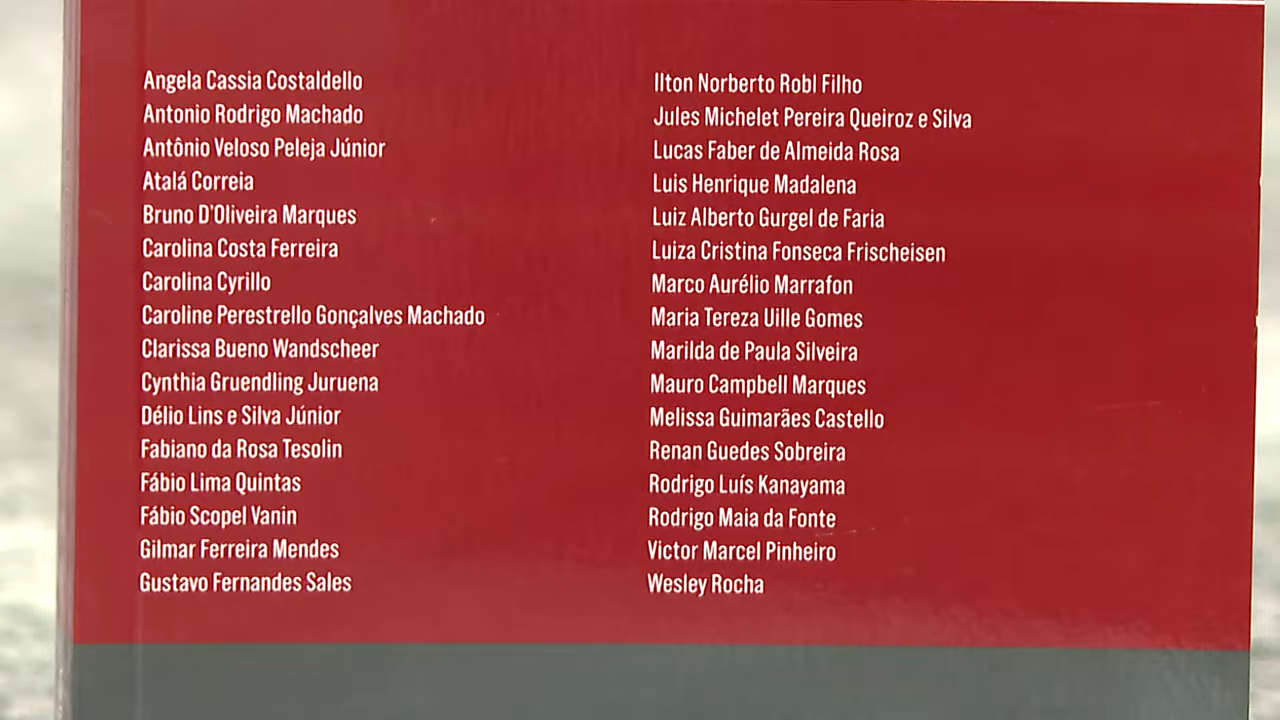 Angela Cassia Costaldello
Antonio Rodrigo Machado
Antônio Veloso Peleja Júnior
Atalá Correia
Bruno D'Oliveira Marques
Carolina Costa Ferreira
Carolina Cyrillo
Caroline Perestrello Gonçalves Machado
Clarissa Bueno Wandscheer
Cynthia Gruendling Juruena
Délio Lins e Silva Júnior
Fabiano da Rosa Tesolin
Fábio Lima Quintas
Fábio Scopel Vanin
Gilmar Ferreira Mendes
Gustavo Fernandes Sales
Ilton Norberto Robl Filho
Jules Michelet Pereira Queiroz e Silva
Lucas Faber de Almeida Rosa
Luis Henrique Madalena
Luiz Alberto Gurgel de Faria
Luiza Cristina Fonseca Frischeisen
Marco Aurélio Marrafon
Maria Tereza Uille Gomes
Marilda de Paula Silveira
Mauro Campbell Marques
Melissa Guimarães Castello
Renan Guedes Sobreira
Rodrigo Luís Kanayama
Rodrigo Maia da Fonte
Victor Marcel Pinheiro
Wesley Rocha